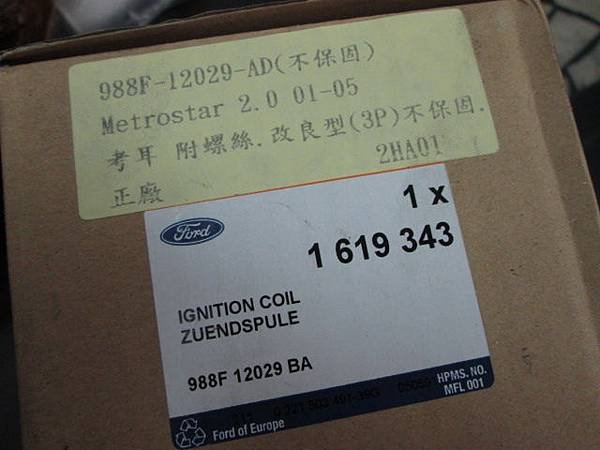 988F-12029-AD(不保固)
Metrostar 2.0 01-05
考耳 附螺絲.改良型(3P)不保固.
正廠 2HA01
Ford
1 x
1 619 343
IGNITION COIL
ZUENDSPULE
988F 12029 BA
HPMS. NO.
MFL 001
Ford of Europe